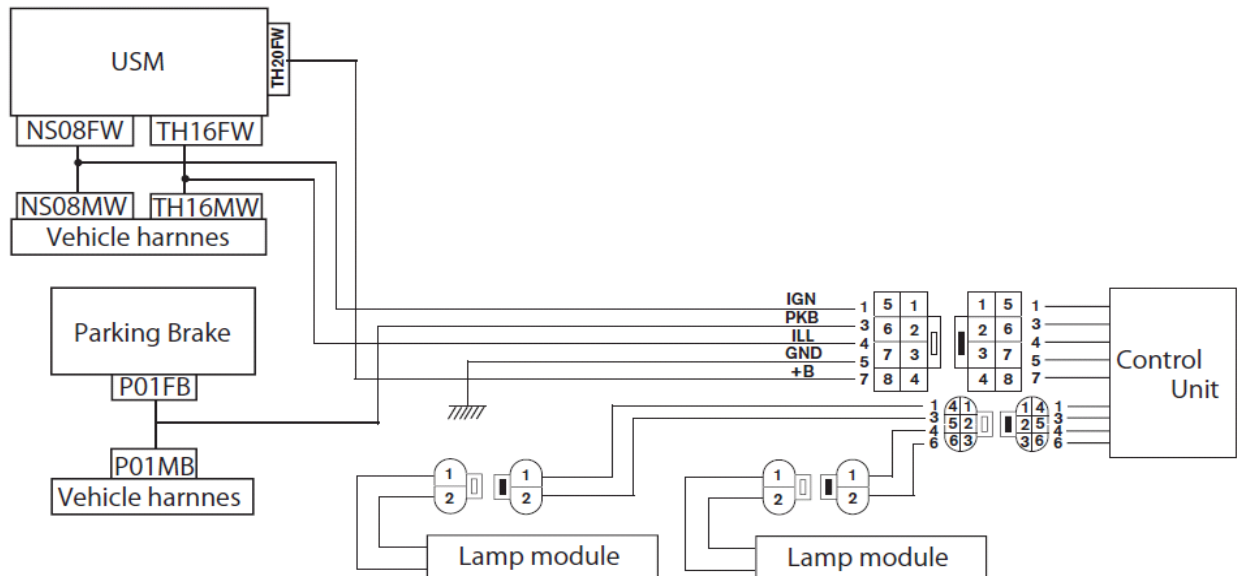 USM
TH20FW
NS08FW TH16FW
NS08MW TH16MW
Vehicle harnnes
Parking Brake
P01FB
P01MB
Vehicle harnnes
IGN 1
PKB 3
ILL 4
GND 5
+B 7
5 1
6 2
7 3
8 4
1 5
2 6
3 7
4 8
1
3
4
5
7
Control
Unit
1
3
4
6
4 1
5 2
6 3
1 4
2 5
3 6
1
3
4
6
1
2
1
2
Lamp module
1
2
1
2
Lamp module